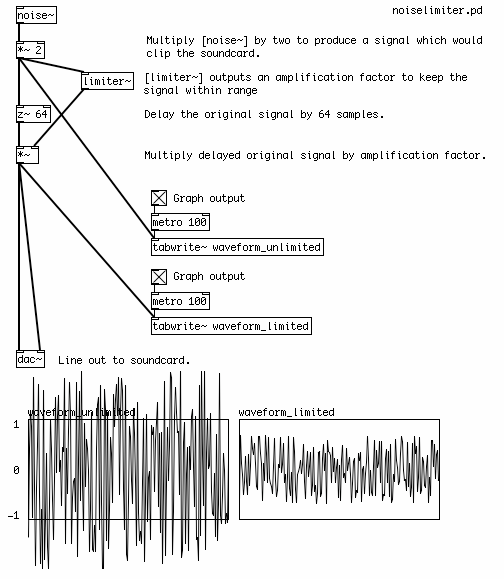 noiselimiter.pd
noise~
*~ 2
Multiply [noise~] by two to produce a signal which would
clip the soundcard.
limiter~
[limiter~] outputs an amplification factor to keep the
signal within range
z~ 64
Delay the original signal by 64 samples.
*~
Multiply delayed original signal by amplification factor.
Graph output
metro 100
tabwrite~ waveform_unlimited
Graph output
metro 100
tabwrite~ waveform_limited
dac~
Line out to soundcard.
waveform_unlimited
waveform_limited
1
0
-1